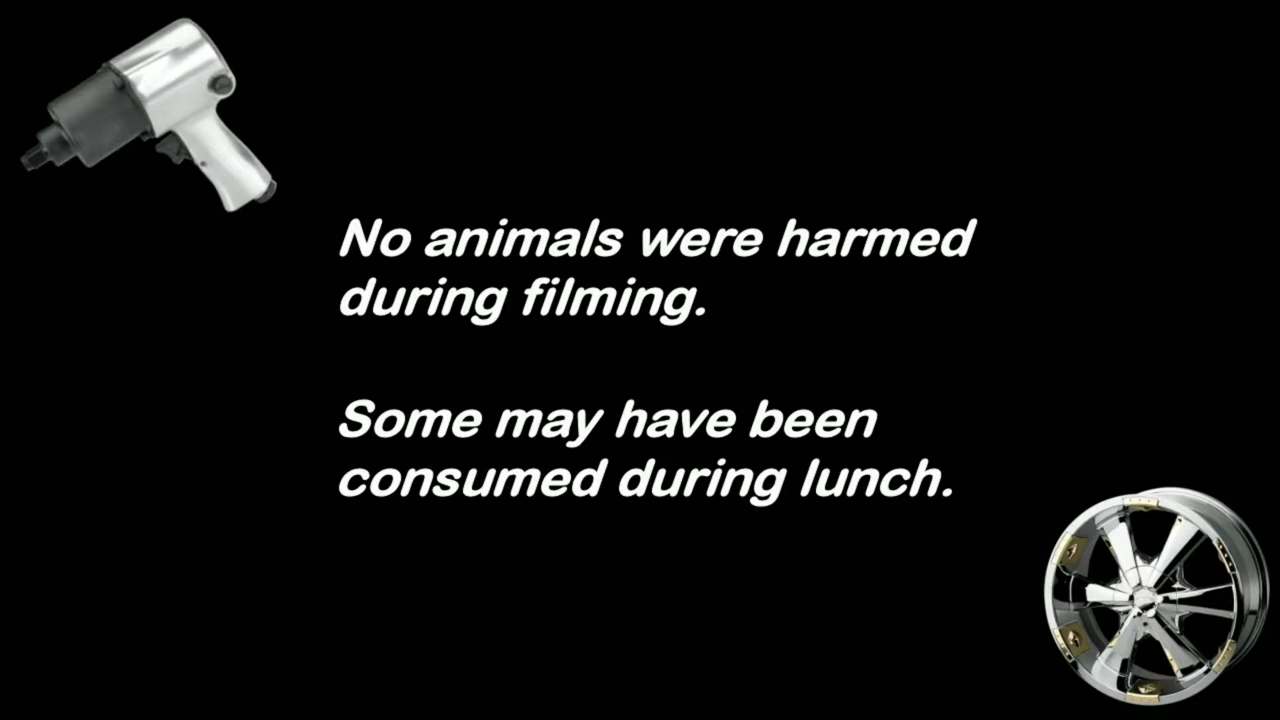 No animals were harmed
during filming.
Some may have been
consumed during lunch.